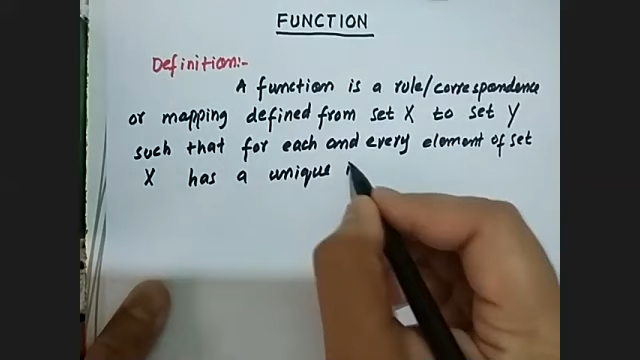 FUNCTION
Definition:-
A function is a rule/correspondence
or mapping defined from set X to set Y
such that for each and every element of set
X has a unique